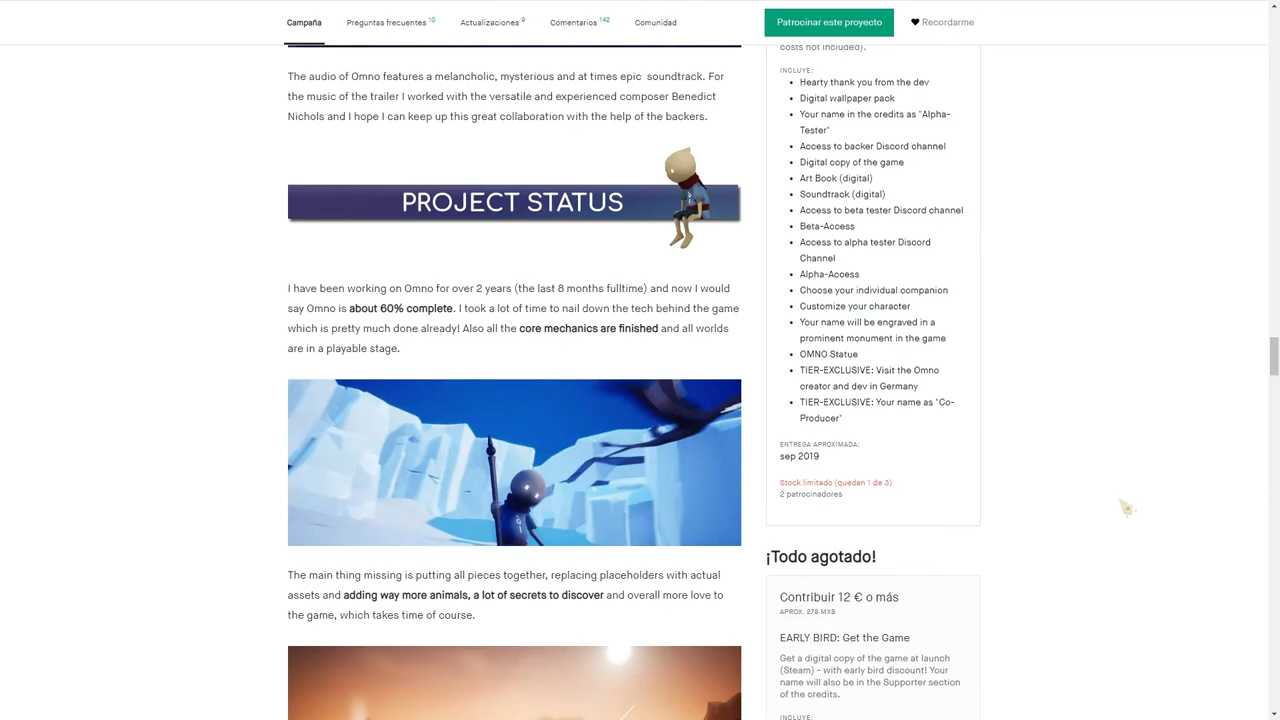 Campaña
Preguntas frecuentes 10
Actualizaciones 9
Comentarios 142
Comunidad
Patrocinar este proyecto
Recordarme
The audio of Omno features a melancholic, mysterious and at times epic soundtrack. For
the music of the trailer I worked with the versatile and experienced composer Benedict
Nichols and I hope I can keep up this great collaboration with the help of the backers.
PROJECT STATUS
I have been working on Omno for over 2 years (the last 8 months fulltime) and now I would
say Omno is about 60% complete. I took a lot of time to nail down the tech behind the game
which is pretty much done already! Also all the core mechanics are finished and all worlds
are in a playable stage.
The main thing missing is putting all pieces together, replacing placeholders with actual
assets and adding way more animals, a lot of secrets to discover and overall more love to
the game, which takes time of course.
costs not included).
INCLUYE:
Hearty thank you from the dev
Digital wallpaper pack
Your name in the credits as "Alpha-
Tester"
Access to backer Discord channel
Digital copy of the game
Art Book (digital)
Soundtrack (digital)
Access to beta tester Discord channel
Beta-Access
Access to alpha tester Discord
Channel
Alpha-Access
Choose your individual companion
Customize your character
Your name will be engraved in a
prominent monument in the game
OMNO Statue
TIER-EXCLUSIVE: Visit the Omno
creator and dev in Germany
TIER-EXCLUSIVE: Your name as "Co-
Producer"
ENTREGA APROXIMADA:
sep 2019
Stock limitado (quedan 1 de 3)
2 patrocinadores
¡Todo agotado!
Contribuir 12 € o más
APROX. 278 MX$
EARLY BIRD: Get the Game
Get a digital copy of the game at launch
(Steam) - with early bird discount! Your
name will also be in the Supporter section
of the credits.
INCLUYE: